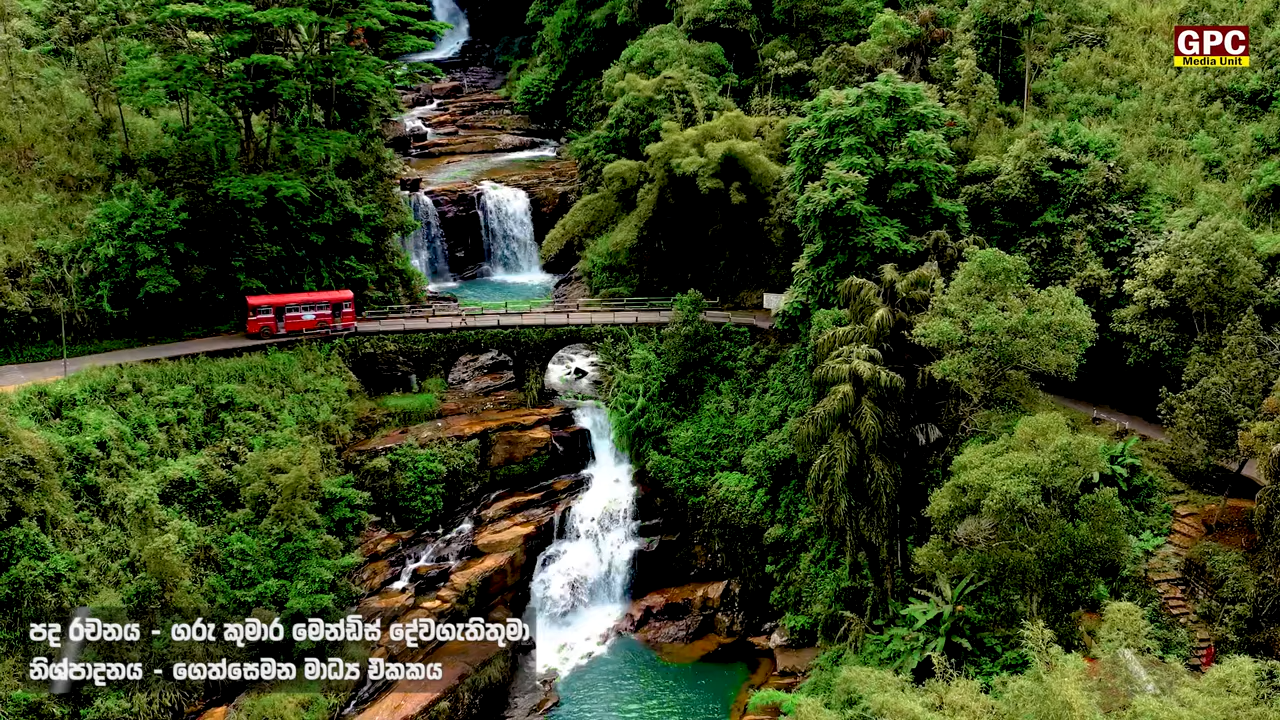 GPC
Media Unit
පද රචනය - ගරු කුමාර මෙන්ඩිස් දේවගැතිතුමා
නිශ්පාදනය - ගෙත්සෙමන මාධ්‍ය ඒකකය